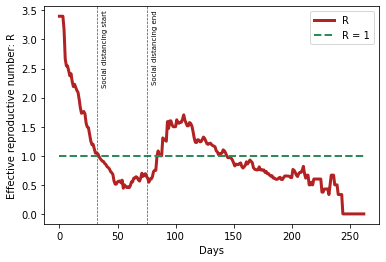 3.5
3.0
2.5
2.0
1.5
1.0
0.5
0.0
Effective reproductive number: R
Social distancing start
Social distancing end
R
R = 1
0
50
100
150
200
250
Days